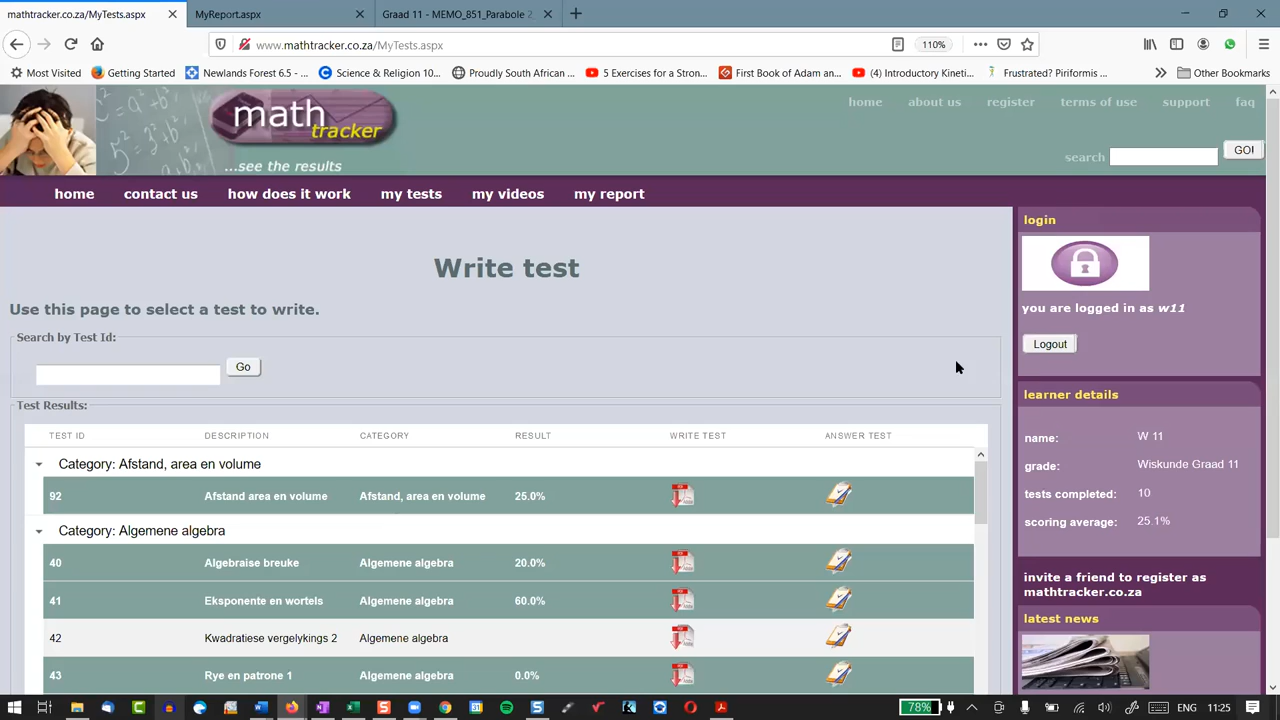 mathtracker.co.za/MyTests.aspx
MyReport.aspx
Graad 11 - MEMO_851_Parabole 2
www.mathtracker.co.za/MyTests.aspx
110%
Most Visited
Getting Started
Newlands Forest 6.5 - ...
Science & Religion 10...
Proudly South African ...
5 Exercises for a Stron...
First Book of Adam an...
(4) Introductory Kineti...
Frustrated? Piriformis ...
Other Bookmarks
math
tracker
...see the results
home
about us
register
terms of use
support
faq
search
GO!
home
contact us
how does it work
my tests
my videos
my report
Write test
Use this page to select a test to write.
Search by Test Id:
Go
Test Results:
TEST ID DESCRIPTION CATEGORY RESULT WRITE TEST ANSWER TEST
Category: Afstand, area en volume
92 Afstand area en volume Afstand, area en volume 25.0%
Category: Algemene algebra
40 Algebraise breuke Algemene algebra 20.0%
41 Eksponente en wortels Algemene algebra 60.0%
42 Kwadratiese vergelykings 2 Algemene algebra
43 Rye en patrone 1 Algemene algebra 0.0%
login
you are logged in as w11
Logout
learner details
name: W 11
grade: Wiskunde Graad 11
tests completed: 10
scoring average: 25.1%
invite a friend to register as
mathtracker.co.za
latest news
78%
ENG
11:25